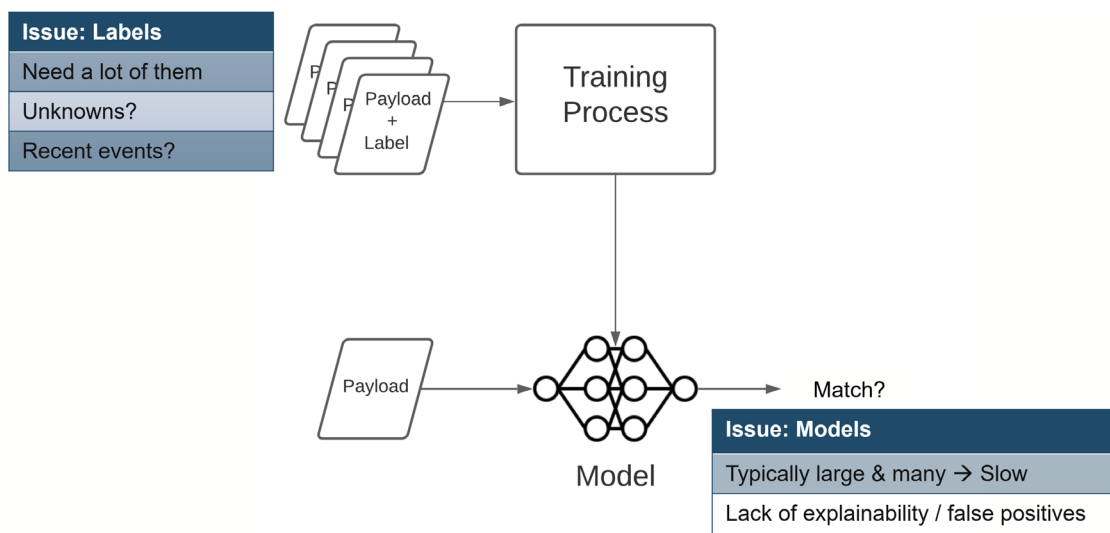 Issue: Labels
Need a lot of them
Unknowns?
Recent events?
P
P
P
Payload
+
Label
Training
Process
Payload
Model
Match?
Issue: Models
Typically large & many → Slow
Lack of explainability / false positives